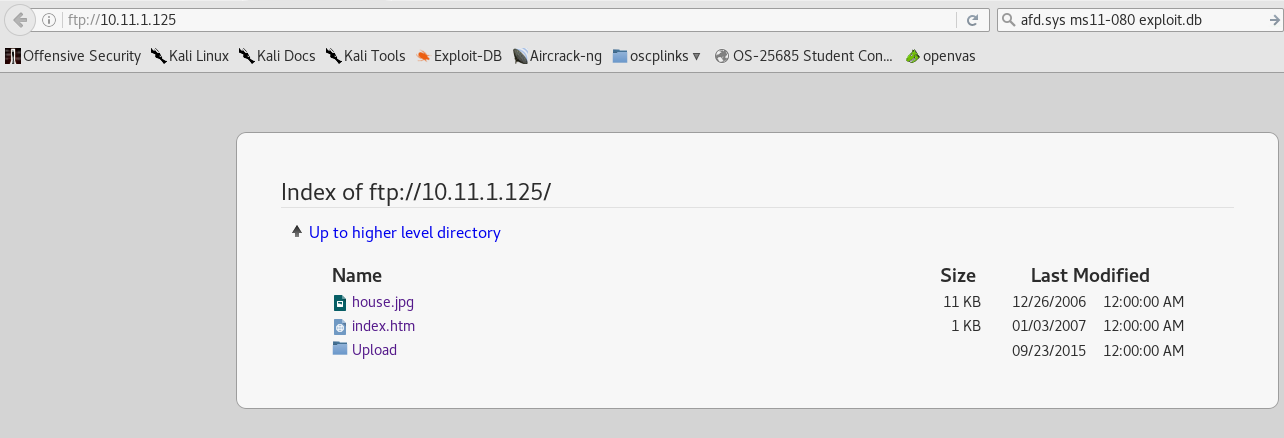 ftp://10.11.1.125
afd.sys ms11-080 exploit.db
Offensive Security Kali Linux Kali Docs Kali Tools Exploit-DB Aircrack-ng oscplinks OS-25685 Student Con... openvas
Index of ftp://10.11.1.125/
Up to higher level directory
Name Size Last Modified
house.jpg 11 KB 12/26/2006 12:00:00 AM
index.htm 1 KB 01/03/2007 12:00:00 AM
Upload 09/23/2015 12:00:00 AM